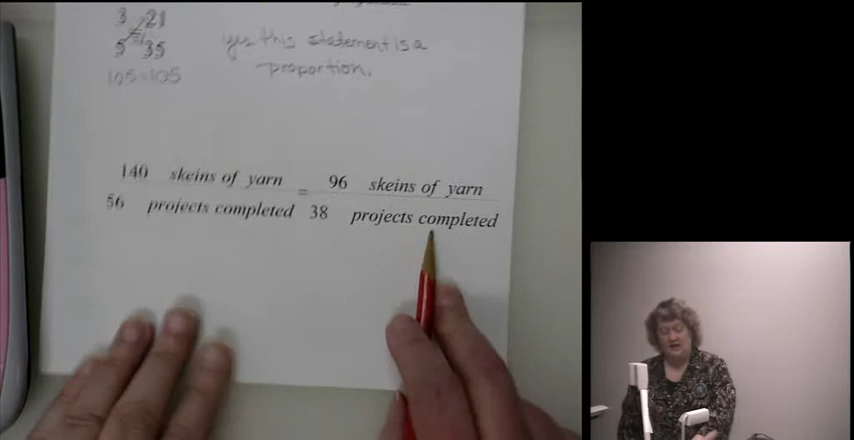 3 21
5 35
105=105
yes this statement is a
proportion.
140 skeins of yarn = 96 skeins of yarn
56 projects completed 38 projects completed